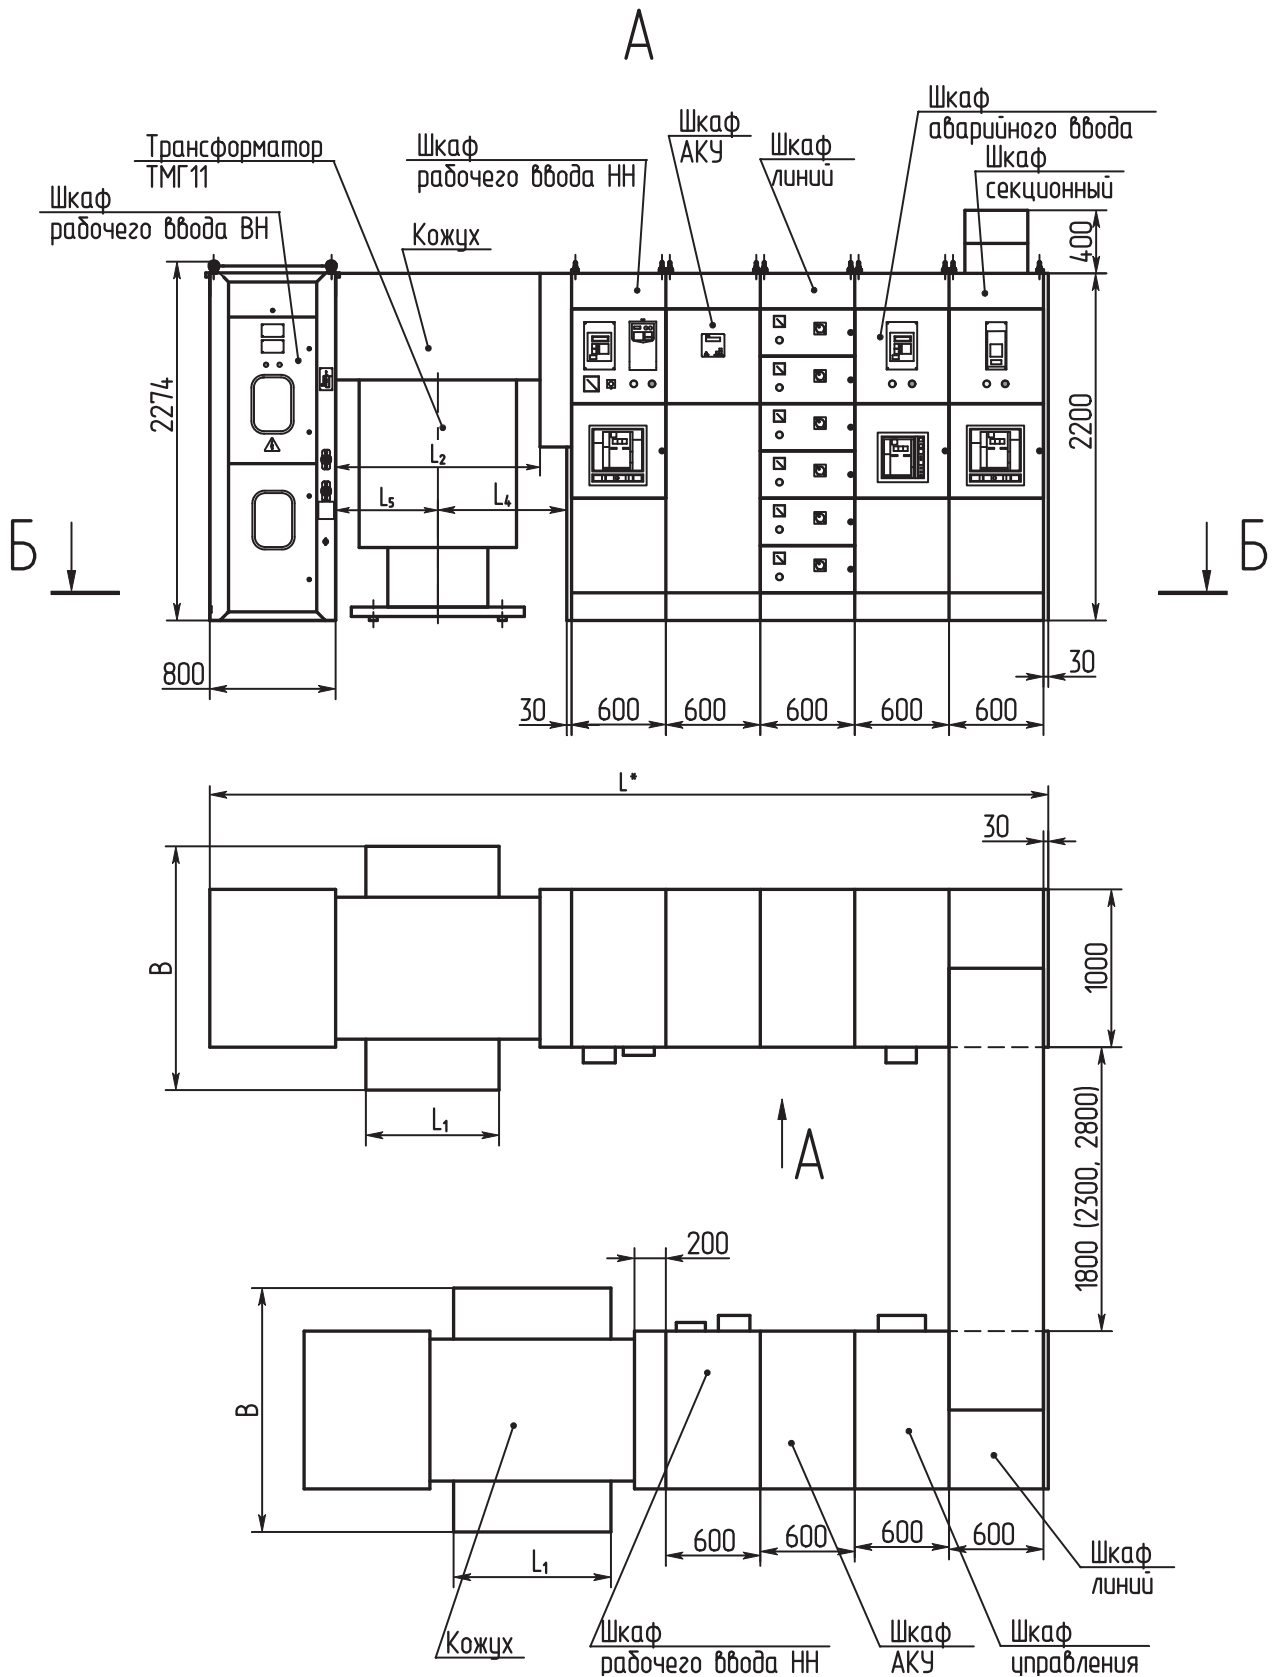 А
Шкаф
аварийного ввода
Шкаф
АКУ
Трансформатор
ТМГ11
Шкаф
рабочего ввода НН
Шкаф
линий
Шкаф
секционный
Шкаф
рабочего ввода ВН
Кожух
400
2274
2200
L2
L5
L4
Б
Б
800
30
30
600
600
600
600
600
L*
30
В
1000
L1
А
1800 (2300, 2800)
200
В
600
600
600
600
L1
Шкаф
линий
Кожух
Шкаф
рабочего ввода НН
Шкаф
АКУ
Шкаф
управления